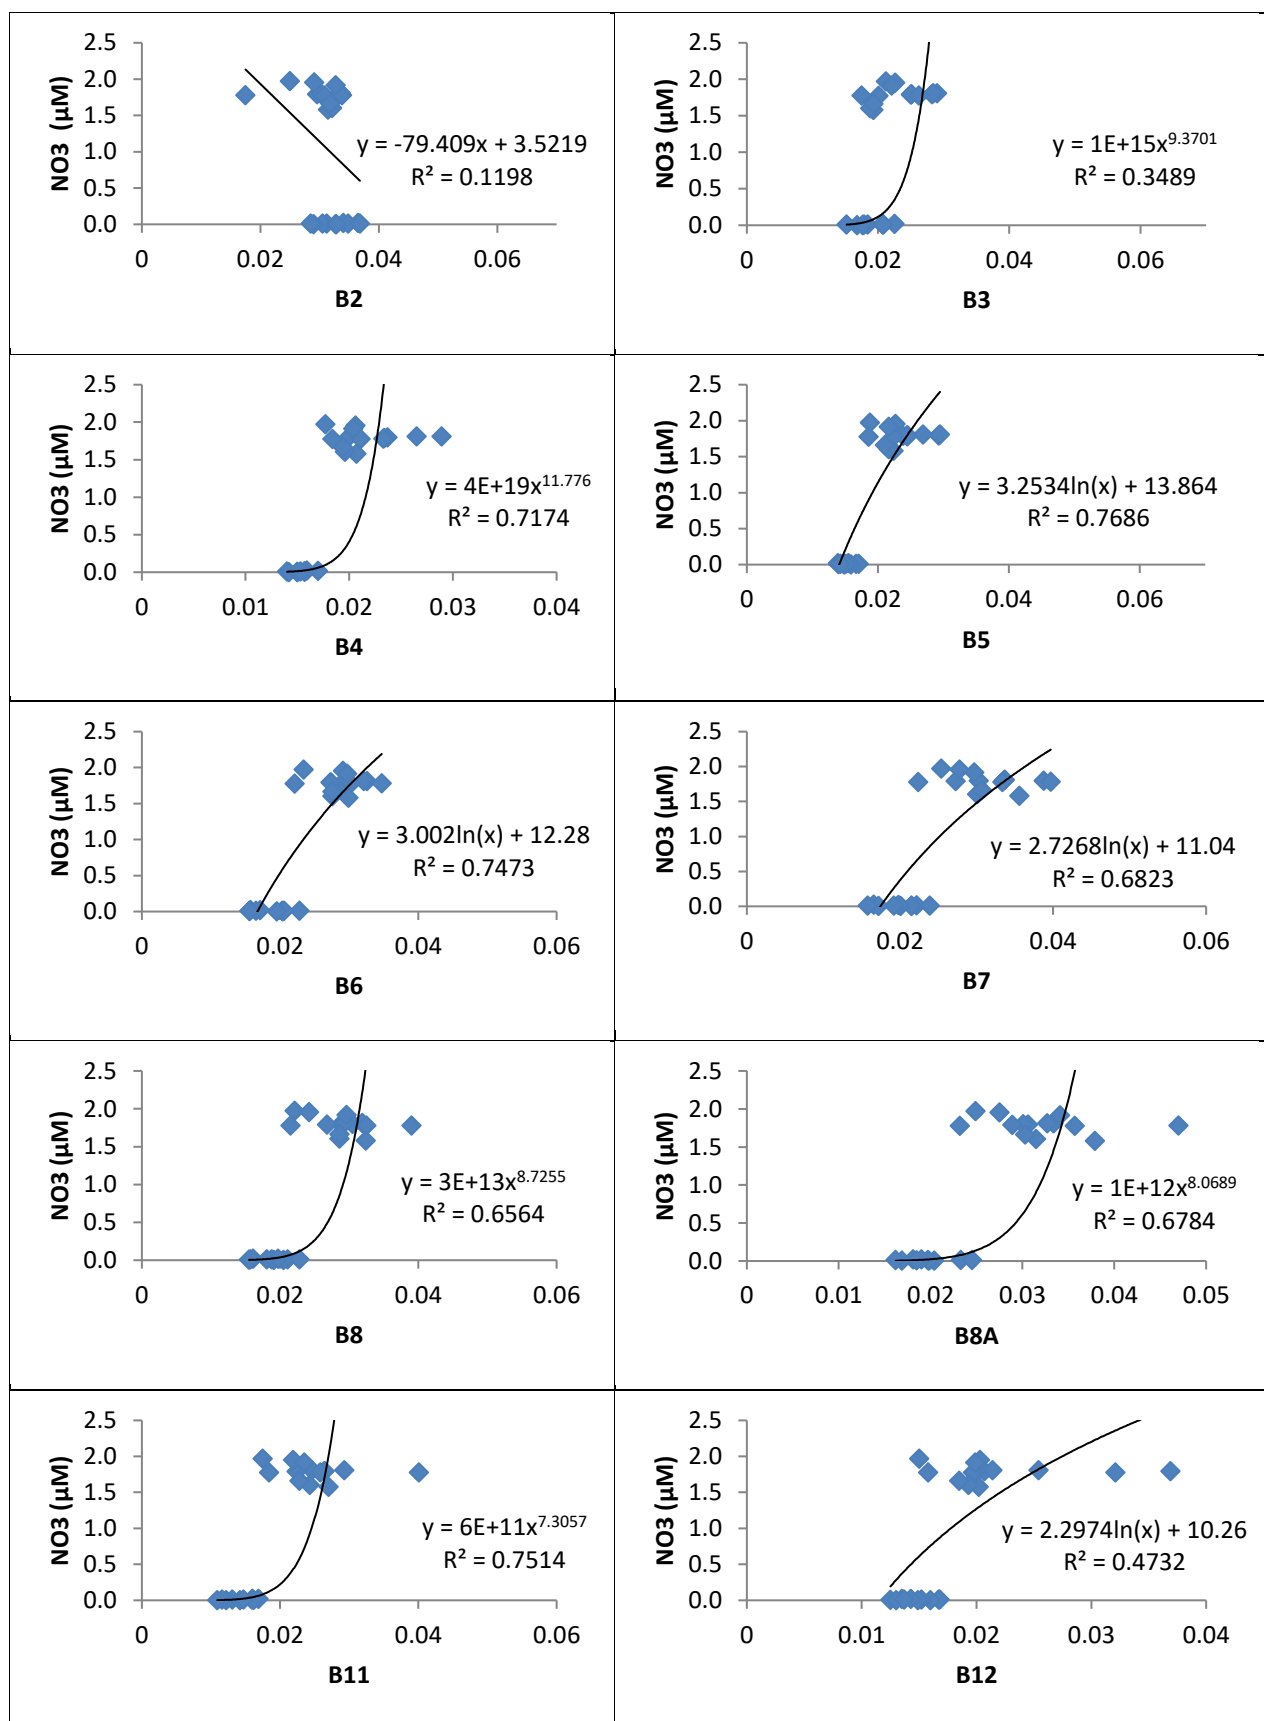 NO3 (µM)
2.5
2.0
1.5
1.0
0.5
0.0
y = -79.409x + 3.5219
R² = 0.1198
0 0.02 0.04 0.06
B2
NO3 (µM)
2.5
2.0
1.5
1.0
0.5
0.0
y = 1E+15x^9.3701
R² = 0.3489
0 0.02 0.04 0.06
B3
NO3 (µM)
2.5
2.0
1.5
1.0
0.5
0.0
y = 4E+19x^11.776
R² = 0.7174
0 0.01 0.02 0.03 0.04
B4
NO3 (µM)
2.5
2.0
1.5
1.0
0.5
0.0
y = 3.2534ln(x) + 13.864
R² = 0.7686
0 0.02 0.04 0.06
B5
NO3 (µM)
2.5
2.0
1.5
1.0
0.5
0.0
y = 3.002ln(x) + 12.28
R² = 0.7473
0 0.02 0.04 0.06
B6
NO3 (µM)
2.5
2.0
1.5
1.0
0.5
0.0
y = 2.7268ln(x) + 11.04
R² = 0.6823
0 0.02 0.04 0.06
B7
NO3 (µM)
2.5
2.0
1.5
1.0
0.5
0.0
y = 3E+13x^8.7255
R² = 0.6564
0 0.02 0.04 0.06
B8
NO3 (µM)
2.5
2.0
1.5
1.0
0.5
0.0
y = 1E+12x^8.0689
R² = 0.6784
0 0.01 0.02 0.03 0.04 0.05
B8A
NO3 (µM)
2.5
2.0
1.5
1.0
0.5
0.0
y = 6E+11x^7.3057
R² = 0.7514
0 0.02 0.04 0.06
B11
NO3 (µM)
2.5
2.0
1.5
1.0
0.5
0.0
y = 2.2974ln(x) + 10.26
R² = 0.4732
0 0.01 0.02 0.03 0.04
B12